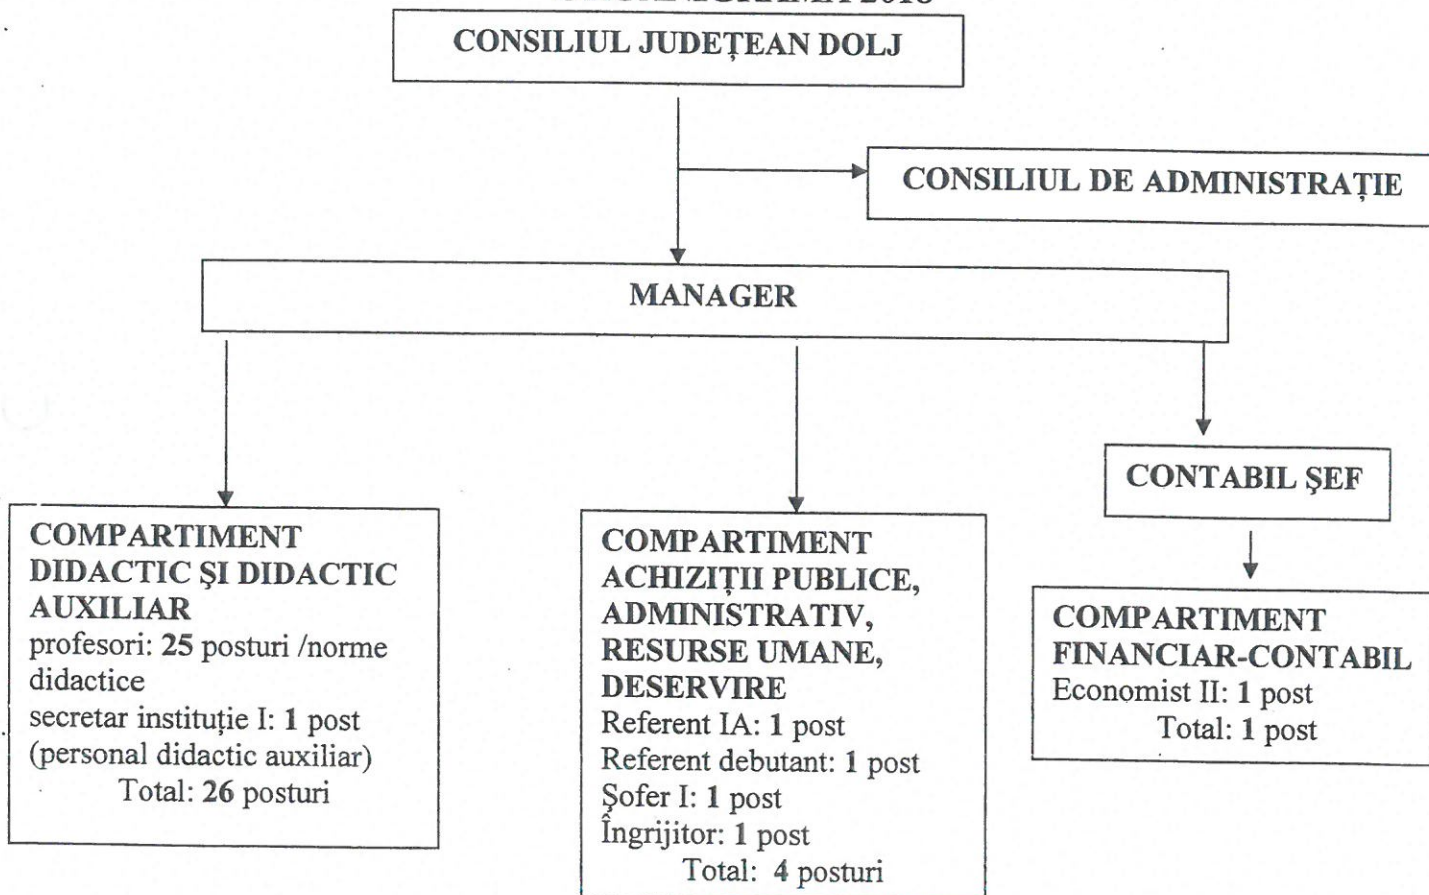 CONSILIUL JUDEȚEAN DOLJ
CONSILIUL DE ADMINISTRAȚIE
MANAGER
CONTABIL ŞEF
COMPARTIMENT
DIDACTIC ŞI DIDACTIC
AUXILIAR
profesori: 25 posturi /norme
didactice
secretar instituție I: 1 post
(personal didactic auxiliar)
Total: 26 posturi
COMPARTIMENT
ACHIZIȚII PUBLICE,
ADMINISTRATIV,
RESURSE UMANE,
DESERVIRE
Referent IA: 1 post
Referent debutant: 1 post
Şofer I: 1 post
Îngrijitor: 1 post
Total: 4 posturi
COMPARTIMENT
FINANCIAR-CONTABIL
Economist II: 1 post
Total: 1 post